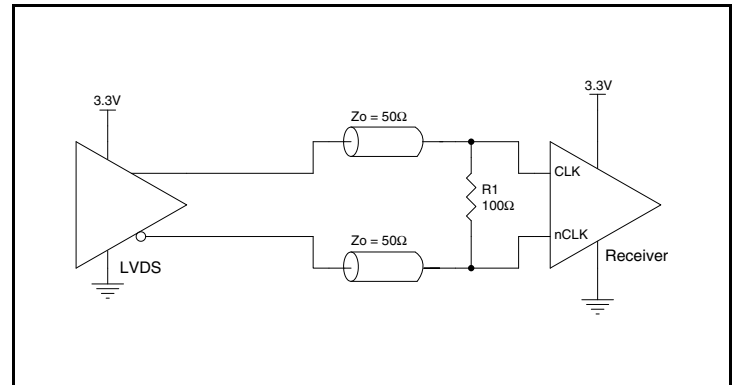 3.3V
3.3V
Zo = 50Ω
CLK
R1
100Ω
nCLK
Zo = 50Ω
LVDS
Receiver